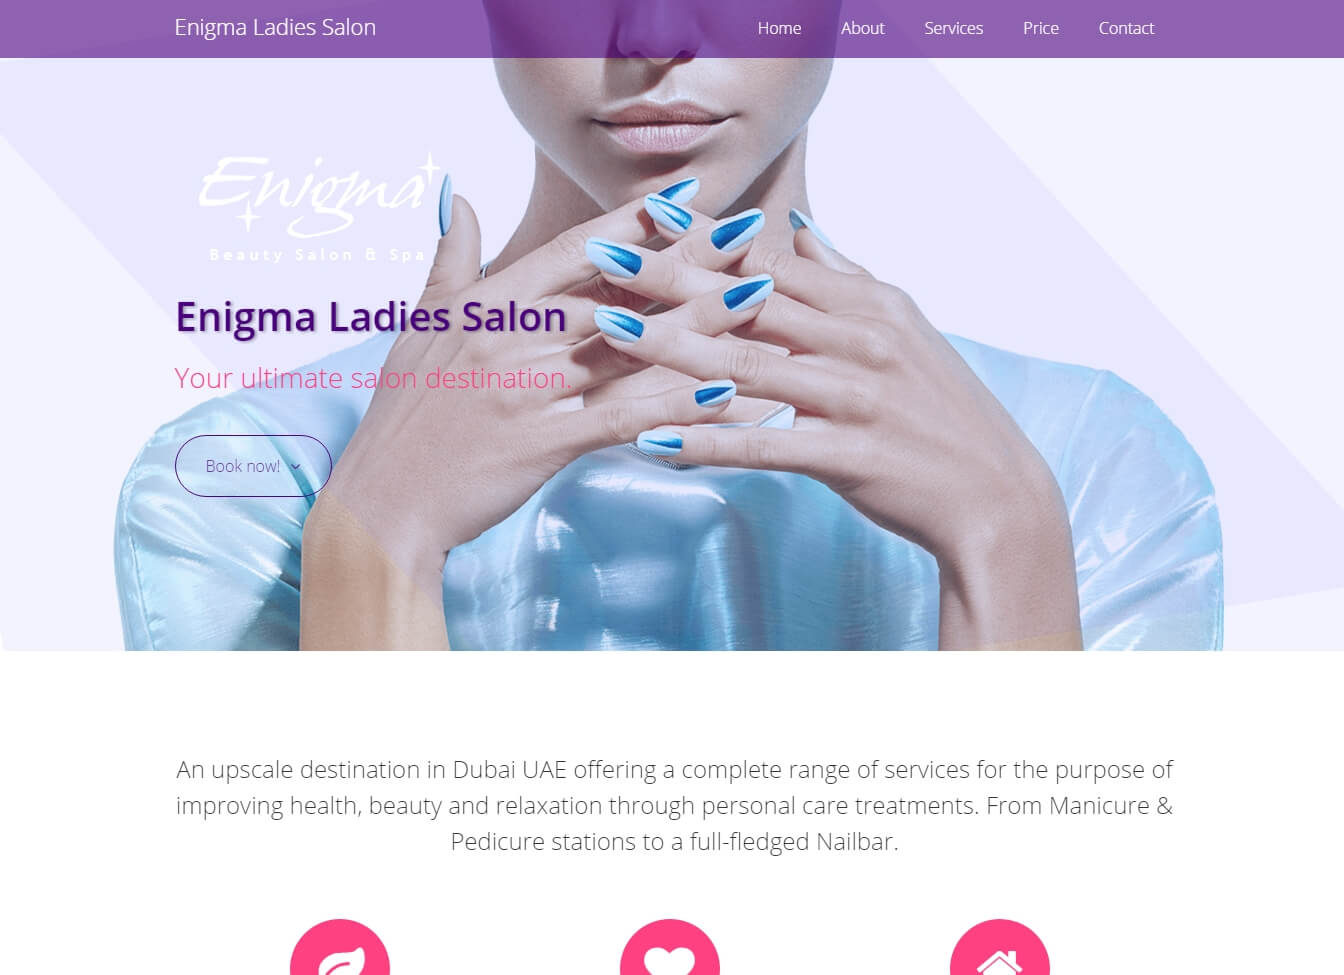 Enigma Ladies Salon
Home About Services Price Contact
Enigma
Beauty Salon & Spa
Enigma Ladies Salon
Your ultimate salon destination.
Book now!
An upscale destination in Dubai UAE offering a complete range of services for the purpose of
improving health, beauty and relaxation through personal care treatments. From Manicure &
Pedicure stations to a full-fledged Nailbar.